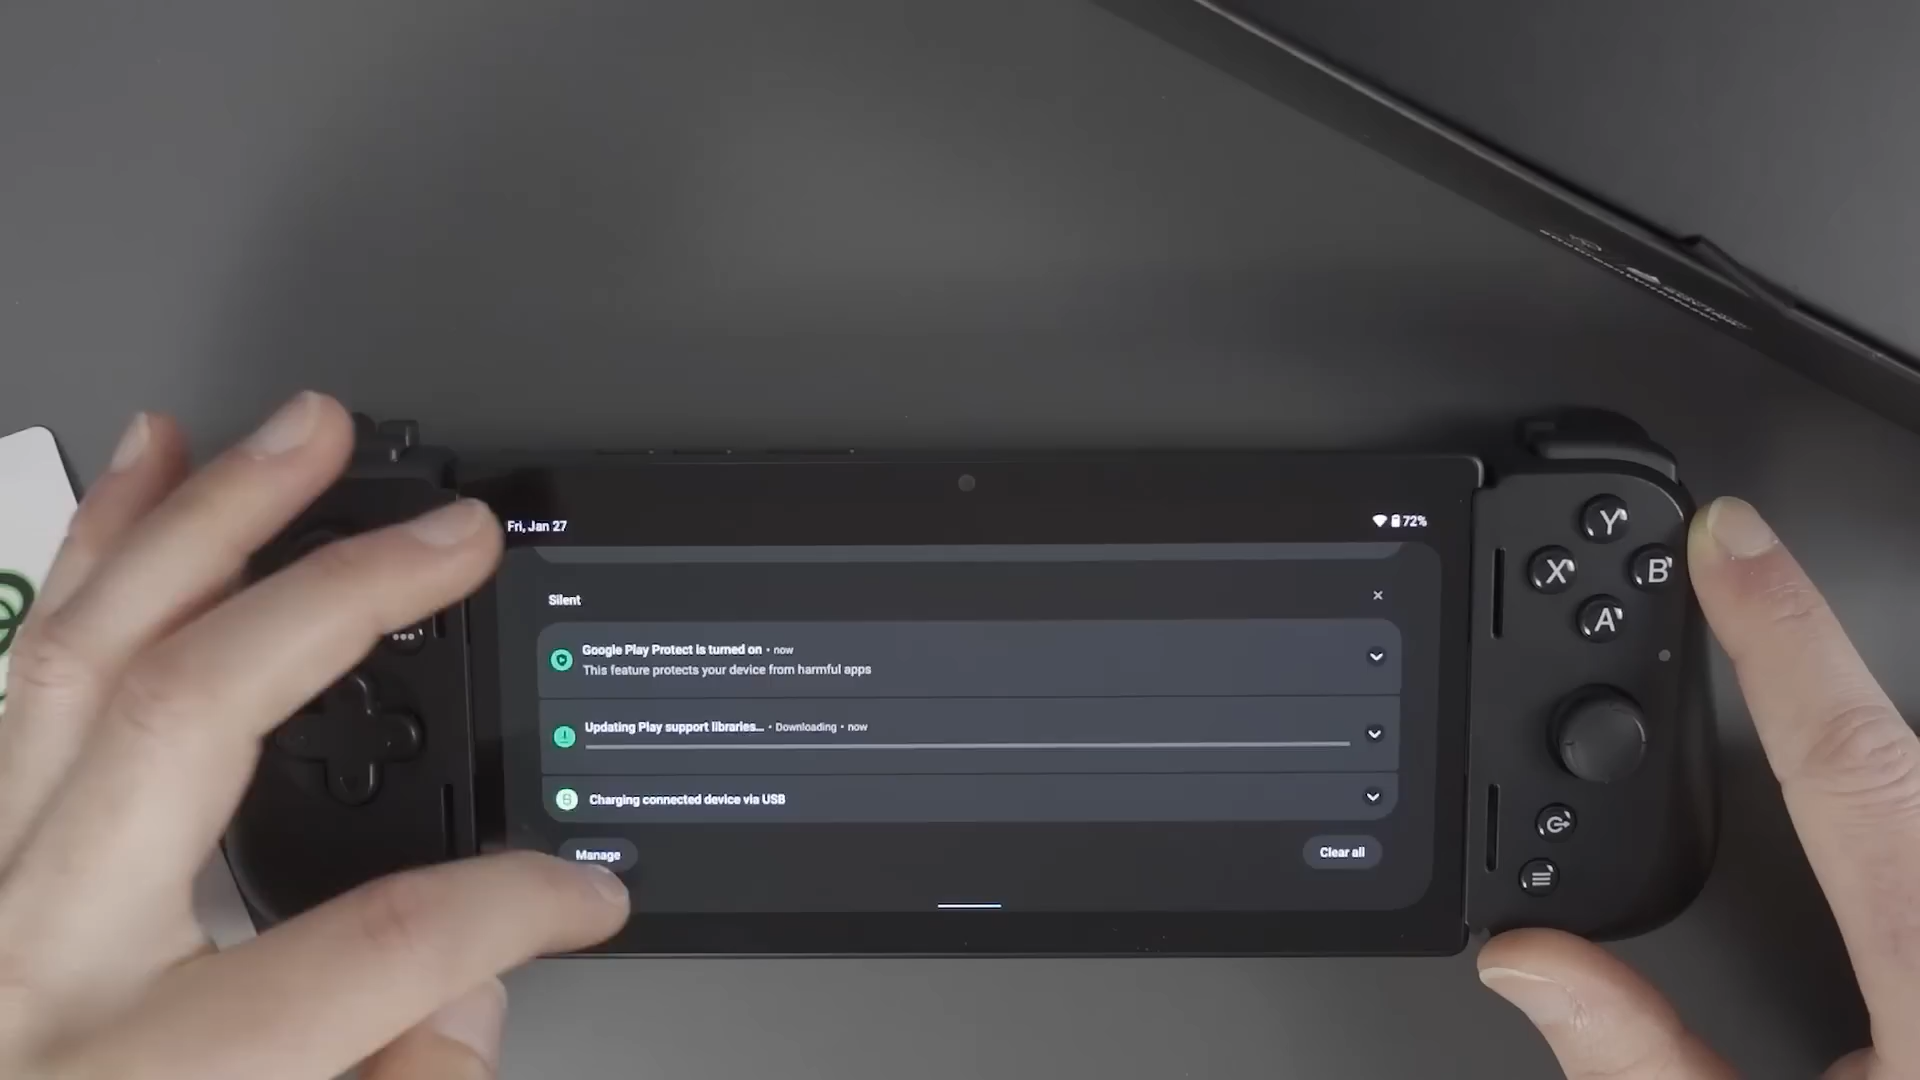 Fri, Jan 27
72%
Silent
Google Play Protect is turned on • now
This feature protects your device from harmful apps
Updating Play support libraries... • Downloading • now
Charging connected device via USB
Manage
Clear all
Y
X
B
A